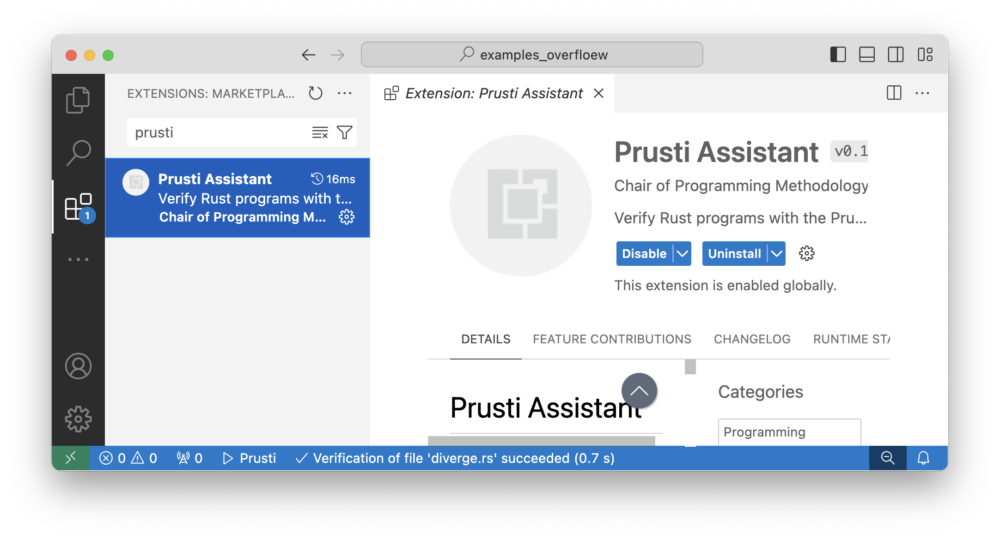 examples_overfloew
EXTENSIONS: MARKETPLA...
prusti
Prusti Assistant
16ms
Verify Rust programs with t...
Chair of Programming M...
1
Extension: Prusti Assistant
Prusti Assistant
v0.1
Chair of Programming Methodology
Verify Rust programs with the Pru...
Disable
Uninstall
This extension is enabled globally.
DETAILS
FEATURE CONTRIBUTIONS
CHANGELOG
RUNTIME STA
Prusti Assistant
Categories
Programming
0
0
0
Prusti
Verification of file 'diverge.rs' succeeded (0.7 s)